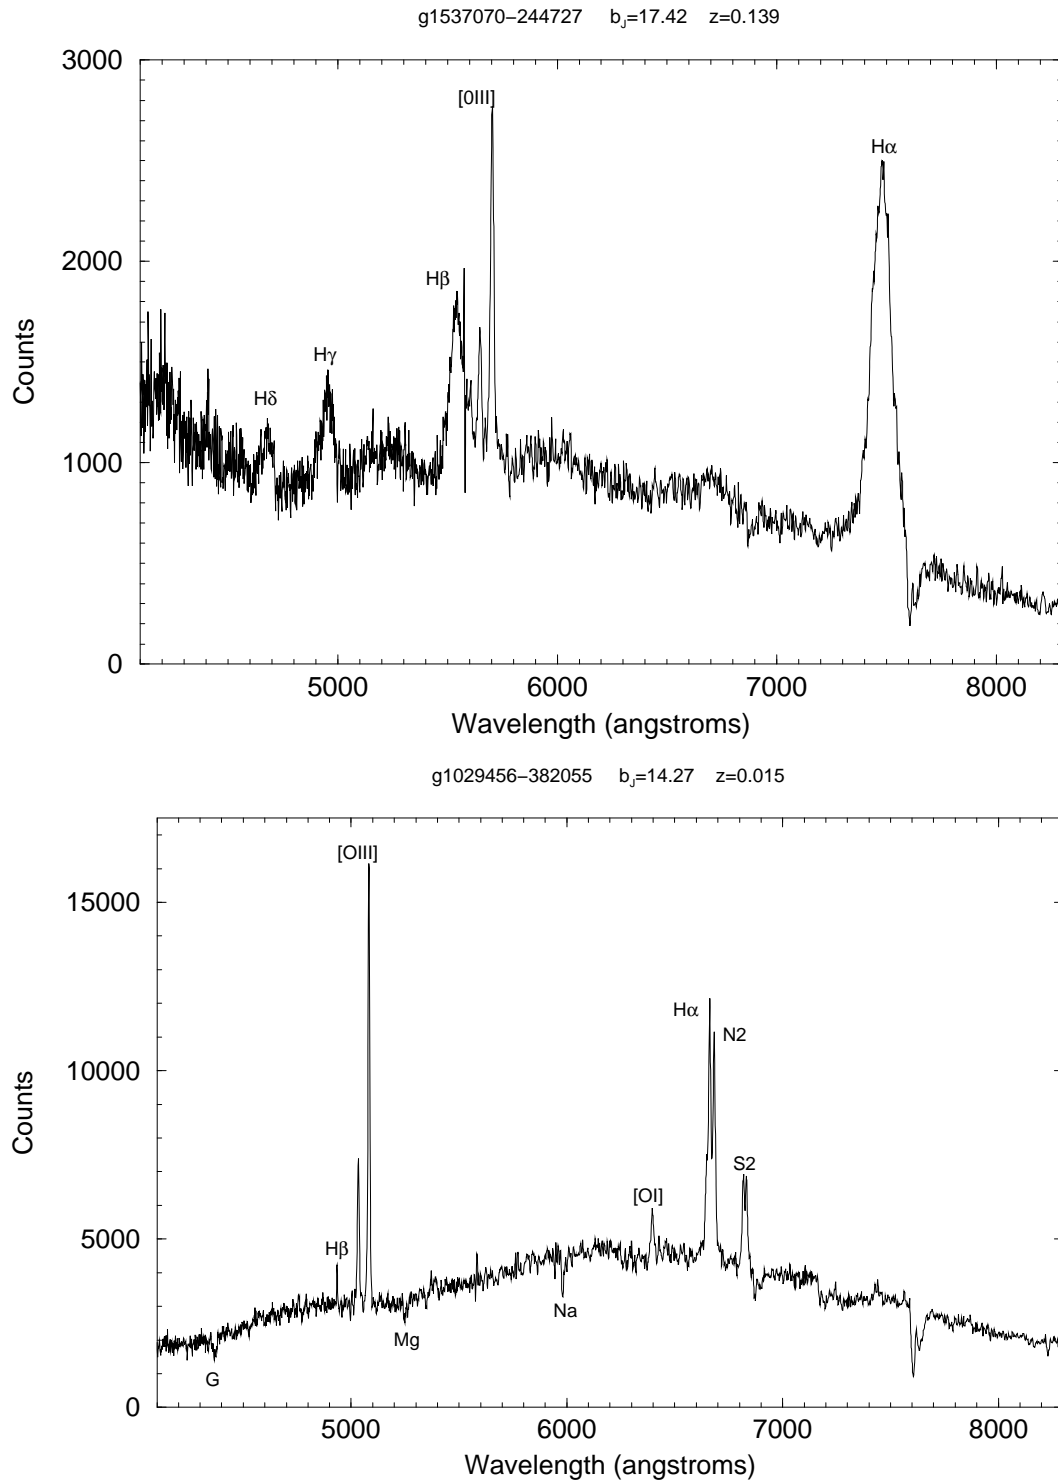 g1537070−244727 bJ=17.42 z=0.139
3000
[0III]
Hα
2000
Hβ
Hγ
Hδ
1000
0
Counts
5000 6000 7000 8000
Wavelength (angstroms)
g1029456−382055 bJ=14.27 z=0.015
[OIII]
15000
Hα
N2
10000
S2
[OI]
Hβ
5000
Na
Mg
G
0
Counts
5000 6000 7000 8000
Wavelength (angstroms)